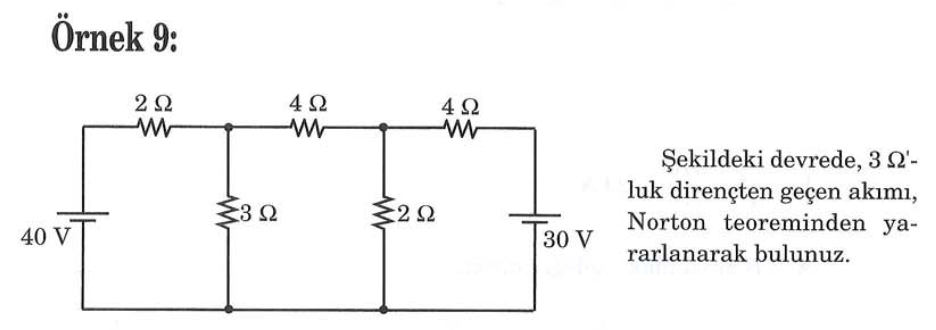 Örnek 9:
2 Ω
4 Ω
4 Ω
3 Ω
2 Ω
40 V
30 V
Şekildeki devrede, 3 Ω'-
luk dirençten geçen akımı,
Norton teoreminden ya-
rarlanarak bulunuz.